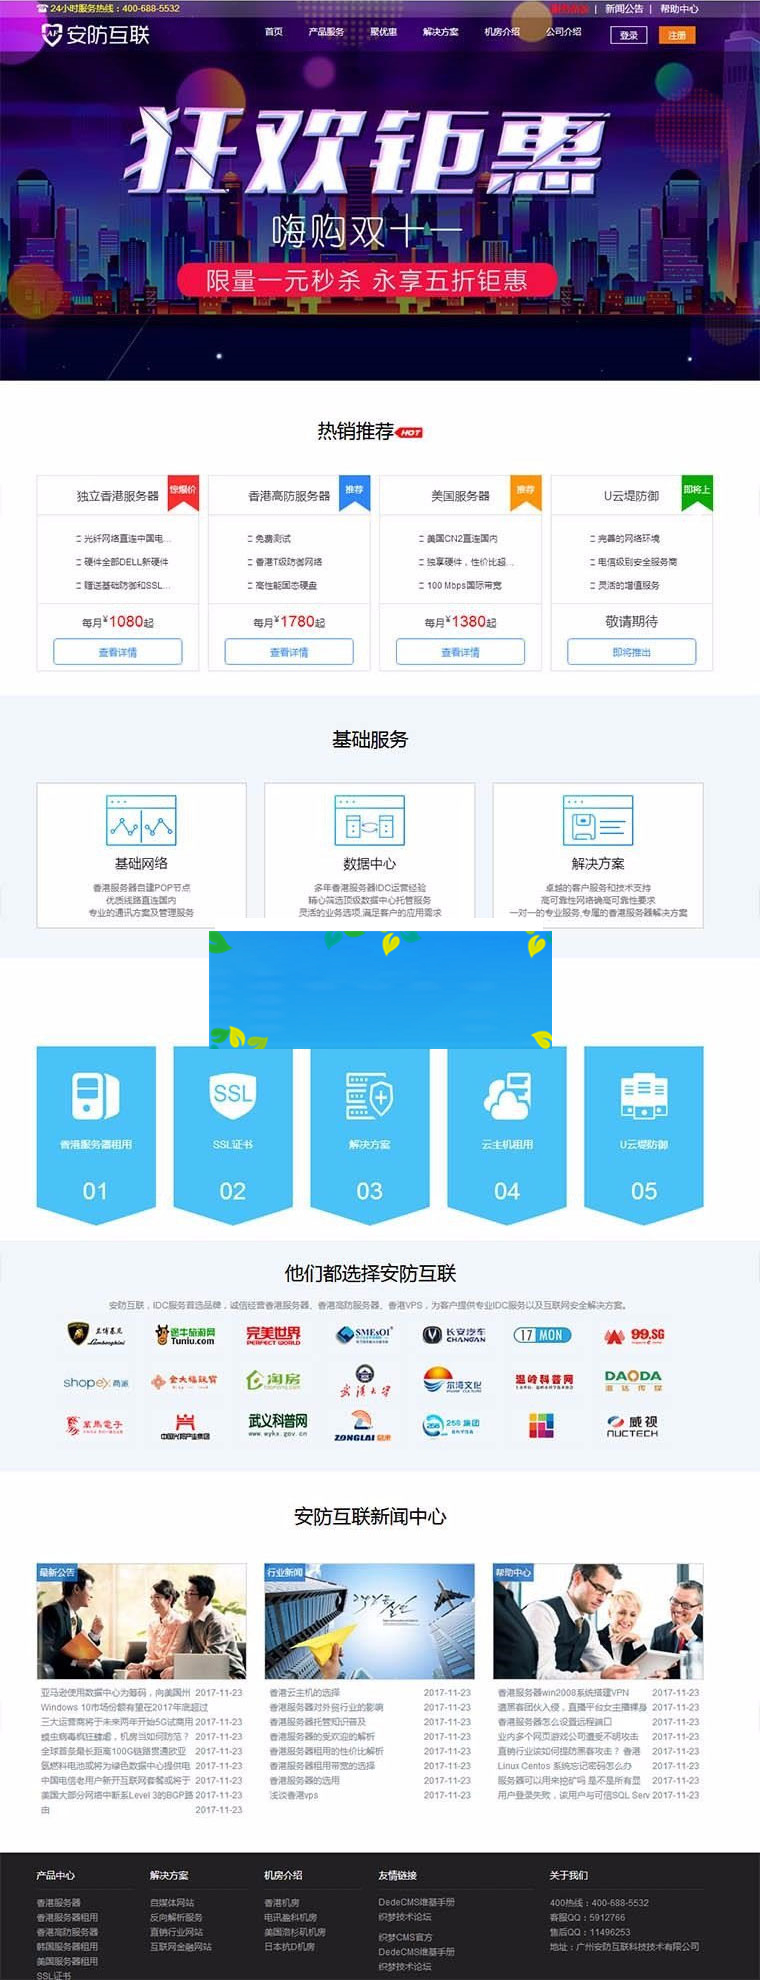 24小时服务热线：400-688-5532
| 新闻公告 | 帮助中心
安防互联
首页 产品服务 聚优惠 解决方案 机房介绍 公司介绍 登录 注册
狂欢钜惠
嗨购双十一
限量一元秒杀 永享五折钜惠
热销推荐 HOT
独立香港服务器 惊爆价
光纤网络直连中国电...
硬件全部DELL新硬件
赠送基础防御和SSL...
每月¥1080起
查看详情
香港高防服务器 推荐
免费测试
香港T级防御网络
高性能固态硬盘
每月¥1780起
查看详情
美国服务器 推荐
美国CN2直连国内
独享硬件，性价比超...
100 Mbps国际带宽
每月¥1380起
查看详情
U云堤防御 即将上
完善的网络环境
电信级别安全服务商
灵活的增值服务
敬请期待
即将推出
基础服务
基础网络
香港服务器自建POP节点
优质线路直连国内
专业的通讯方案及管理服务
数据中心
多年香港服务器IDC运营经验
精心筛选顶级数据中心托管服务
灵活的业务选项,满足客户的应用需求
解决方案
卓越的客户服务和技术支持
高可靠性网络确高可靠性要求
一对一的专业服务,专属的香港服务器解决方案
香港服务器租用
01
SSL
SSL证书
02
解决方案
03
云主机租用
04
U云堤防御
05
他们都选择安防互联
安防互联，IDC服务首选品牌，诚信经营香港服务器、香港高防服务器、香港VPS，为客户提供专业IDC服务以及互联网安全解决方案。
Lamborghini
途牛旅游网
Tuniu.com
完美世界
PERFECT WORLD
SMEsOI
长安汽车
CHANGAN
17 MON
99.SG
shopex 商派
金大福珠宝
淘房
武汉大学
尔湾文化
温岭科普网
DAODA
道达传媒
武义科普网
www.wykx.gov.cn
ZONGLAI
258 集团
威视
NUCTECH
安防互联新闻中心
最新公告
亚马逊使用数据中心为筹码，向美国州 2017-11-23
Windows 10市场份额有望在2017年底超过
三大运营商将于未来两年开始5G试商用 2017-11-23
蠕虫病毒疯狂肆虐，机房当如何防范？ 2017-11-23
全球首条最长距离100G链路贯通欧亚 2017-11-23
氢燃料电池或将为绿色数据中心提供电 2017-11-23
中国电信老用户新开互联网套餐或将于 2017-11-23
美国大部分网络中断系Level 3的BGP路 2017-11-23
由 2017-11-23
行业新闻
香港云主机的选择 2017-11-23
香港服务器对外贸行业的影响 2017-11-23
香港服务器托管知识普及 2017-11-23
香港服务器的受欢迎的解析 2017-11-23
香港服务器租用的性价比解析 2017-11-23
香港服务器租用带宽的选择 2017-11-23
香港服务器的选用 2017-11-23
浅谈香港vps 2017-11-23
帮助中心
香港服务器win2008系统搭建VPN 2017-11-23
遭黑客团伙入侵，直播平台女主播裸身 2017-11-23
香港服务器怎么设置远程端口 2017-11-23
业内多个网页游戏公司遭受不明攻击 2017-11-23
直销行业该如何提防黑客攻击？ 香港 2017-11-23
Linux Centos 系统忘记密码怎么办 2017-11-23
服务器可以用来挖矿吗 是不是所有显 2017-11-23
用户登录失败，该用户与可信SQL Serv 2017-11-23
产品中心
香港服务器
香港服务器租用
香港高防服务器
韩国服务器租用
美国服务器租用
SSL证书
解决方案
自媒体网站
反向解析服务
直销行业网站
互联网金融网站
机房介绍
香港机房
电讯盈科机房
美国洛杉矶机房
日本抗D机房
友情链接
DedeCMS维基手册
织梦技术论坛
织梦CMS官方
DedeCMS维基手册
织梦技术论坛
关于我们
400热线：400-688-5532
客服QQ：5912766
售后QQ：11496253
地址：广州安防互联科技技术有限公司